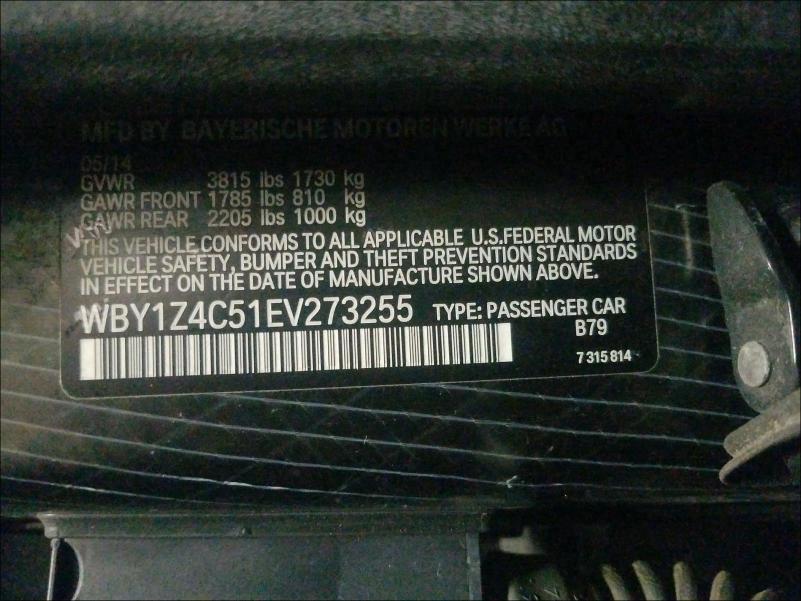 MFD BY BAYERISCHE MOTOREN WERKE AG
05/14
GVWR 3815 lbs 1730 kg
GAWR FRONT 1785 lbs 810 kg
GAWR REAR 2205 lbs 1000 kg
THIS VEHICLE CONFORMS TO ALL APPLICABLE U.S.FEDERAL MOTOR
VEHICLE SAFETY, BUMPER AND THEFT PREVENTION STANDARDS
IN EFFECT ON THE DATE OF MANUFACTURE SHOWN ABOVE.
WBY1Z4C51EV273255 TYPE: PASSENGER CAR
B79
7 315 814